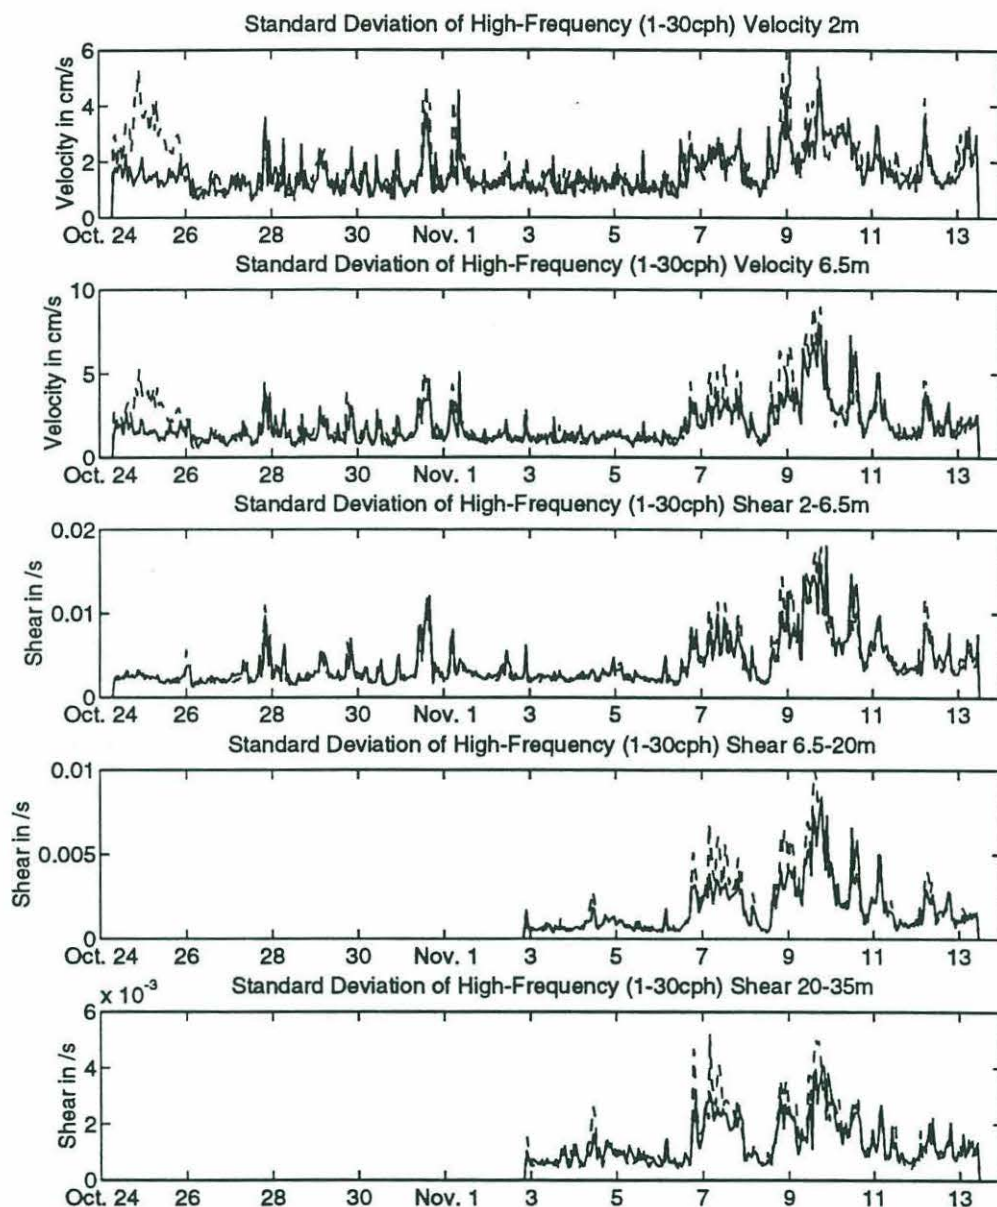 Standard Deviation of High-Frequency (1-30cph) Velocity 2m
Velocity in cm/s
6
4
2
0
Oct. 24 26 28 30 Nov. 1 3 5 7 9 11 13
Standard Deviation of High-Frequency (1-30cph) Velocity 6.5m
Velocity in cm/s
10
5
0
Oct. 24 26 28 30 Nov. 1 3 5 7 9 11 13
Standard Deviation of High-Frequency (1-30cph) Shear 2-6.5m
Shear in /s
0.02
0.01
0
Oct. 24 26 28 30 Nov. 1 3 5 7 9 11 13
Standard Deviation of High-Frequency (1-30cph) Shear 6.5-20m
Shear in /s
0.01
0.005
0
Oct. 24 26 28 30 Nov. 1 3 5 7 9 11 13
x 10⁻³ Standard Deviation of High-Frequency (1-30cph) Shear 20-35m
Shear in /s
6
4
2
0
Oct. 24 26 28 30 Nov. 1 3 5 7 9 11 13